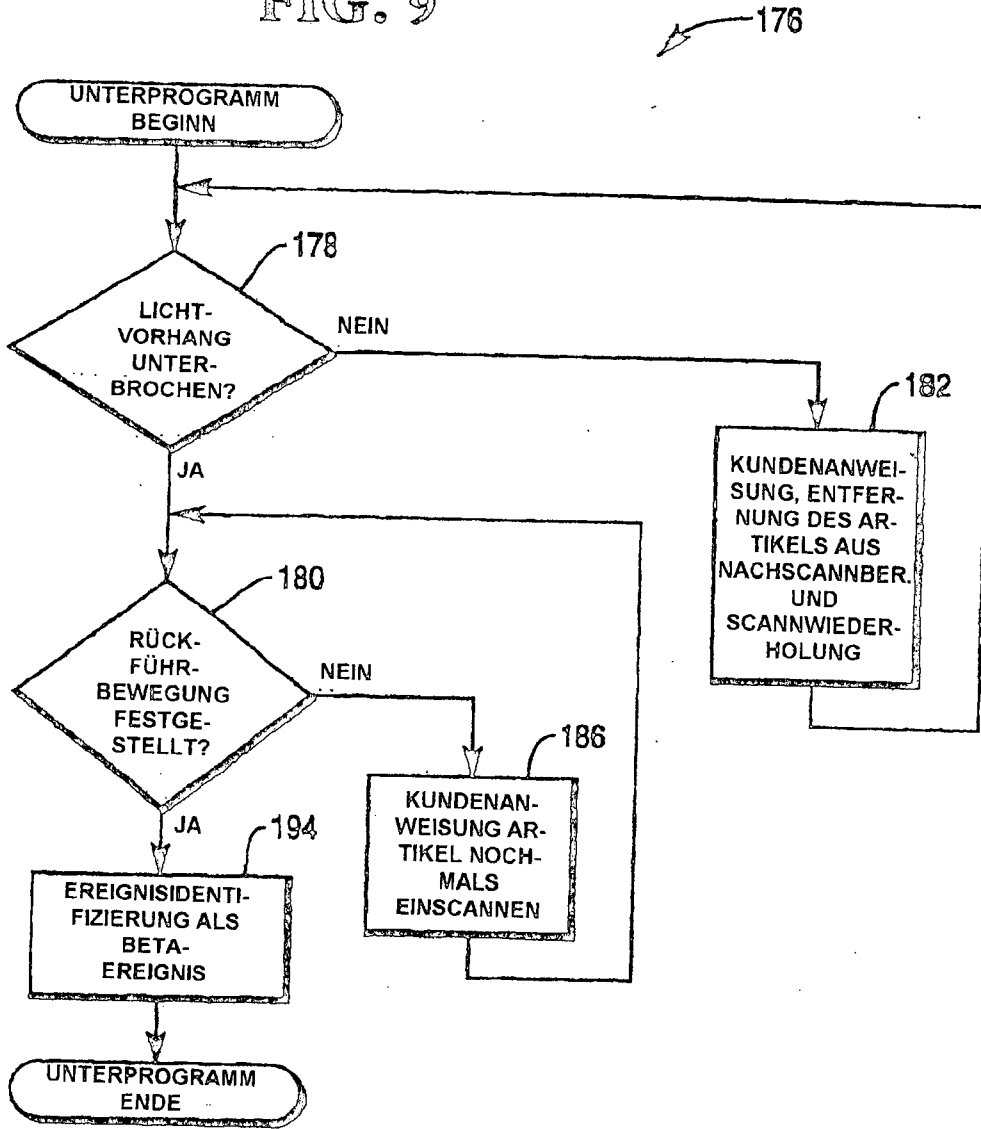 FIG. 9
176
UNTERPROGRAMM
BEGINN
178
LICHT-
VORHANG
UNTER-
BROCHEN?
NEIN
JA
182
KUNDENANWEI-
SUNG, ENTFER-
NUNG DES AR-
TIKELS AUS
NACHSCANNBER.
UND
SCANNWIEDER-
HOLUNG
180
RÜCK-
FÜHR-
BEWEGUNG
FESTGE-
STELLT?
NEIN
JA
186
KUNDENAN-
WEISUNG AR-
TIKEL NOCH-
MALS
EINSCANNEN
194
EREIGNISIDENTI-
FIZIERUNG ALS
BETA-
EREIGNIS
UNTERPROGRAMM
ENDE